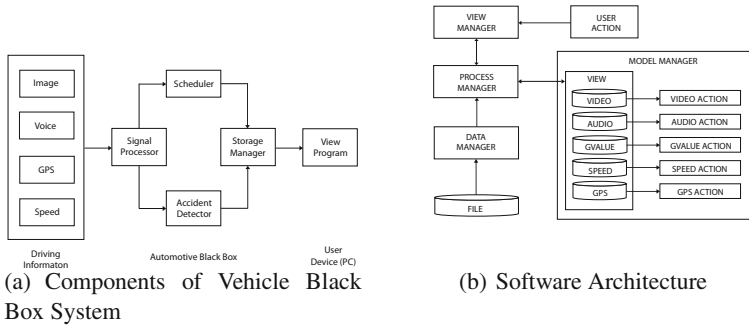 Image
Voice
GPS
Speed
Driving
Informaton
Signal
Processor
Scheduler
Accident
Detector
Storage
Manager
Automotive Black Box
View
Program
User
Device (PC)
(a) Components of Vehicle Black
Box System
VIEW
MANAGER
USER
ACTION
PROCESS
MANAGER
DATA
MANAGER
FILE
MODEL MANAGER
VIEW
VIDEO
VIDEO ACTION
AUDIO
AUDIO ACTION
GVALUE
GVALUE ACTION
SPEED
SPEED ACTION
GPS
GPS ACTION
(b) Software Architecture